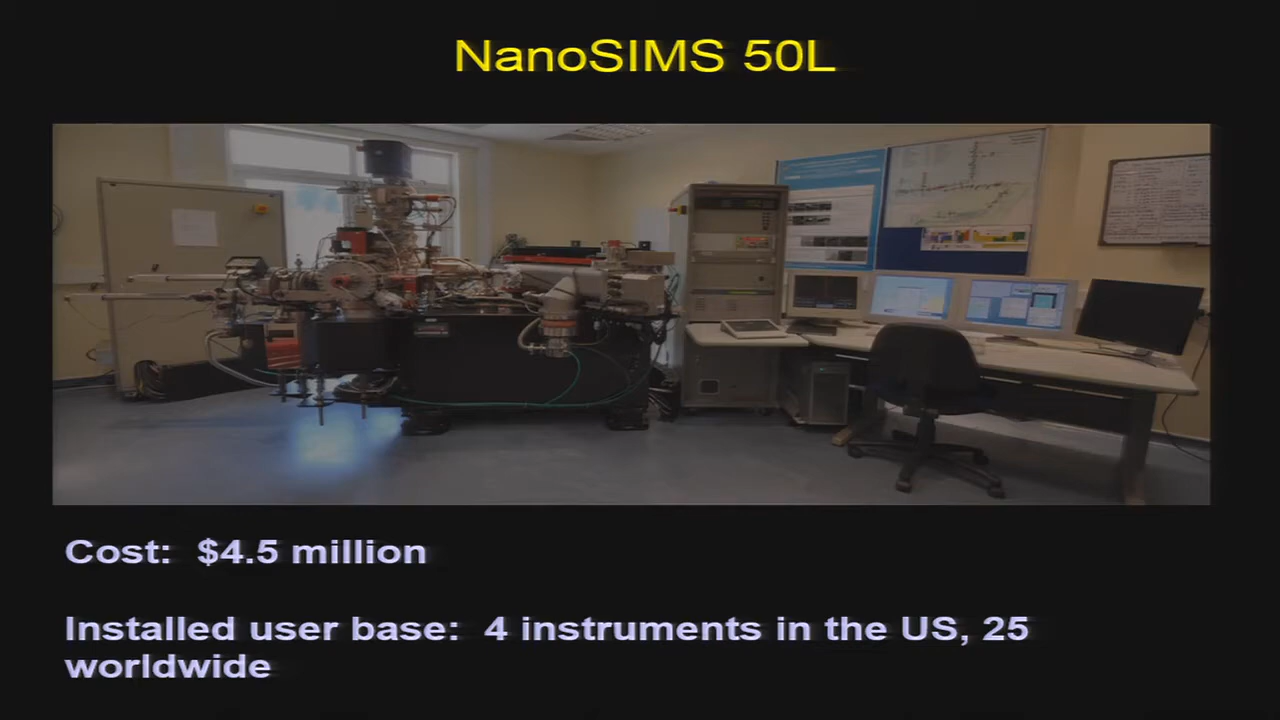 NanoSIMS 50L
Cost: $4.5 million
Installed user base: 4 instruments in the US, 25
worldwide